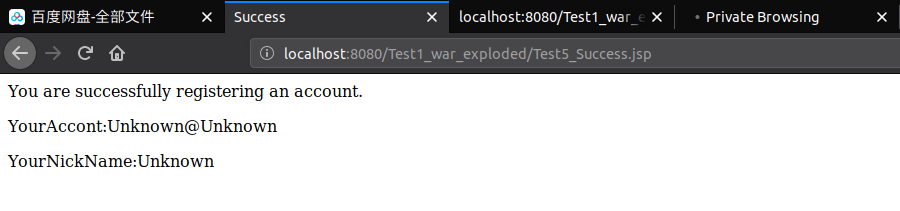 百度网盘-全部文件
Success
localhost:8080/Test1_war_e
Private Browsing
localhost:8080/Test1_war_exploded/Test5_Success.jsp
You are successfully registering an account.
YourAccont:Unknown@Unknown
YourNickName:Unknown